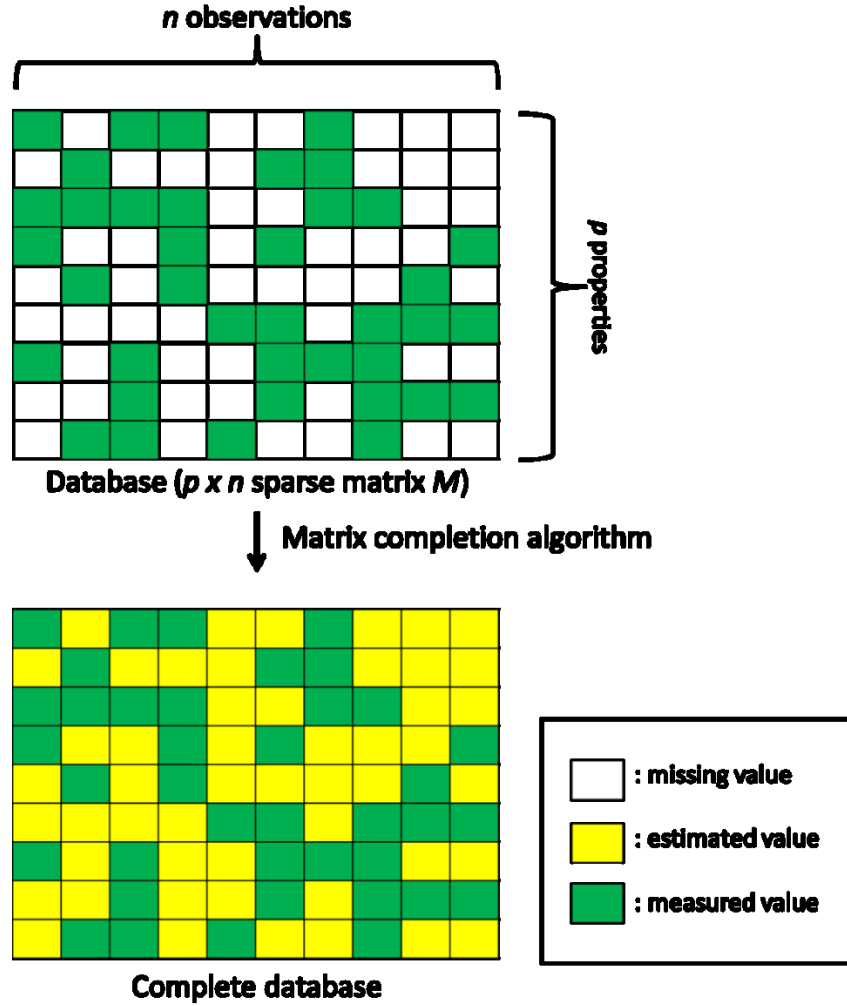 n observations
p properties
Database (p x n sparse matrix M)
Matrix completion algorithm
: missing value
: estimated value
: measured value
Complete database